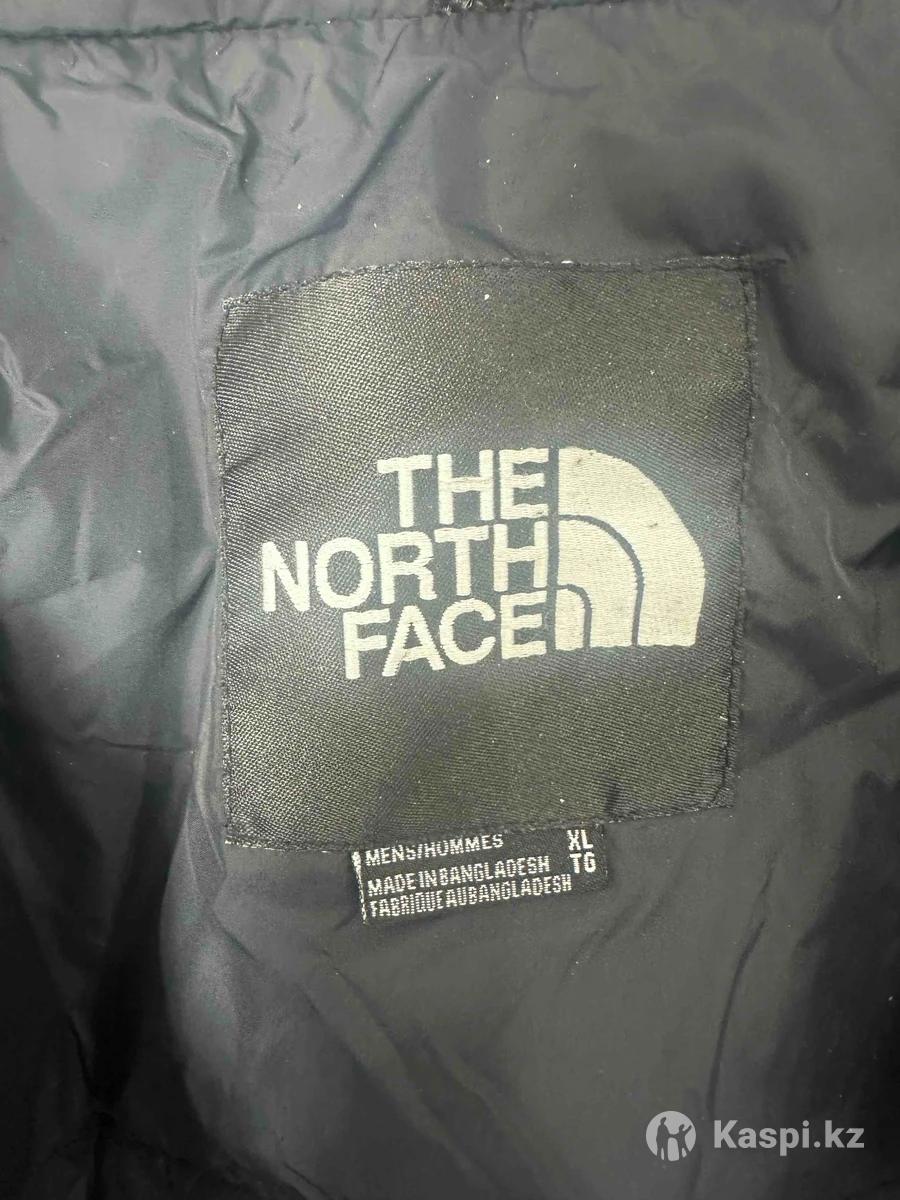 THE
NORTH
FACE
MENS/HOMMES XL
MADE IN BANGLADESH TG
FABRIQUE AU BANGLADESH
Kaspi.kz